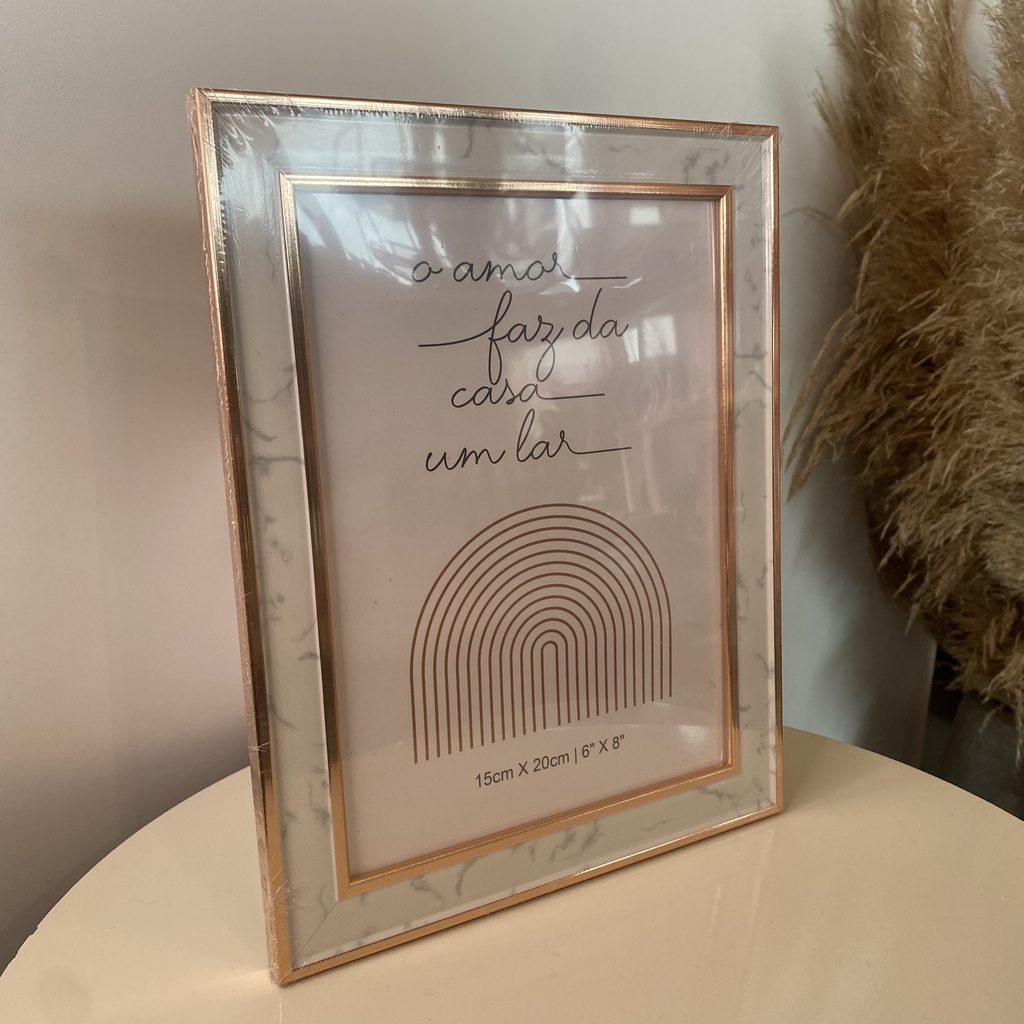 o amor
faz da
casa
um lar
15cm X 20cm | 6" X 8"